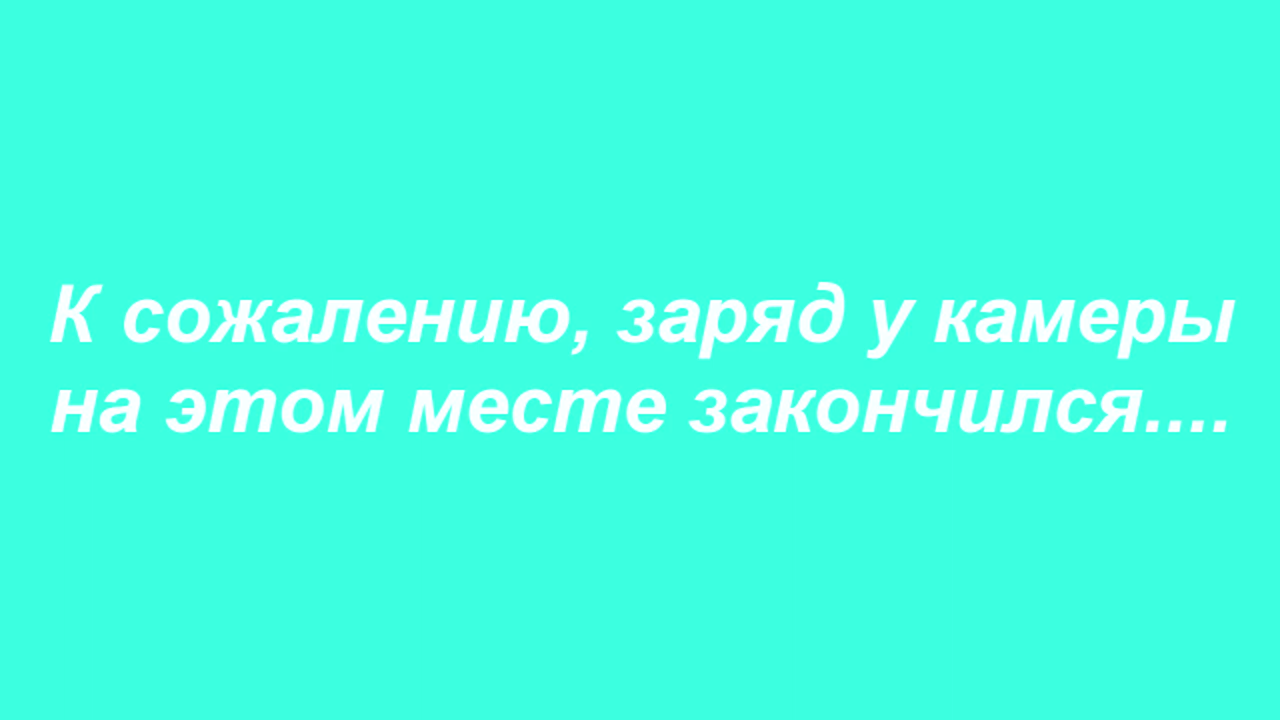 К сожалению, заряд у камеры
на этом месте закончился....